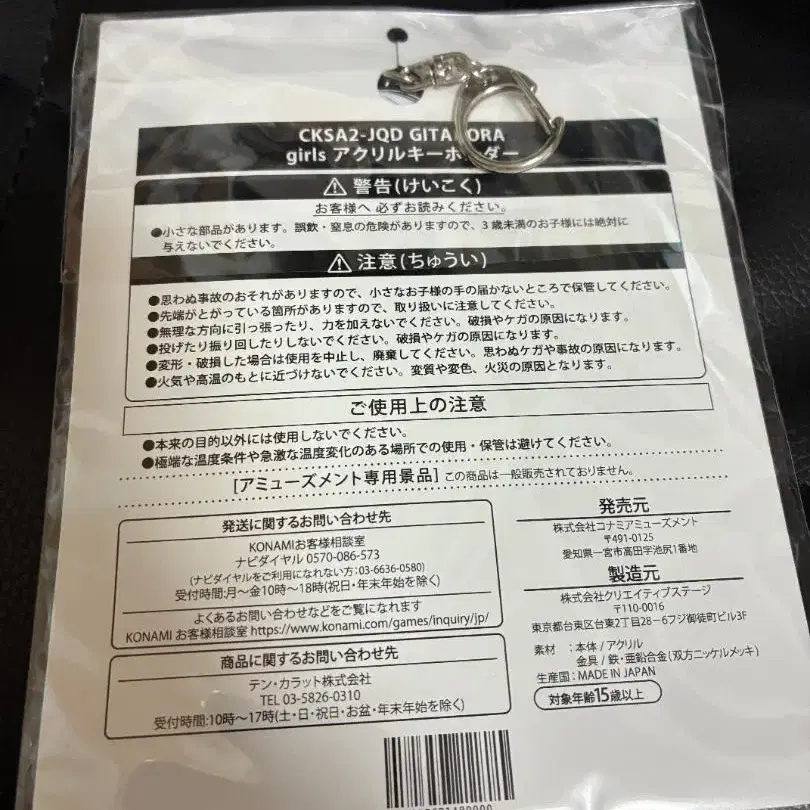 CKSA2-JQD GITADORA
girls アクリルキーホルダー
⚠ 警告(けいこく)
お客様へ 必ずお読みください。
●小さな部品があります。誤飲・窒息の危険がありますので、3歳未満のお子様には絶対に
与えないでください。
⚠ 注意(ちゅうい)
●思わぬ事故のおそれがありますので、小さなお子様の手の届かないところで保管してください。
●先端がとがっている箇所がありますので、取り扱いに注意してください。
●無理な方向に引っ張ったり、力を加えないでください。破損やケガの原因になります。
●投げたり振り回したりしないでください。破損やケガの原因になります。
●変形・破損した場合は使用を中止し、廃棄してください。思わぬケガや事故の原因になります。
●火気や高温のもとに近づけないでください。変質や変色、火災の原因となります。
ご使用上の注意
●本来の目的以外には使用しないでください。
●極端な温度条件や急激な温度変化のある場所での使用・保管は避けてください。
[アミューズメント専用景品] この商品は一般販売されておりません。
発送に関するお問い合わせ先
KONAMIお客様相談室
ナビダイヤル 0570-086-573
(ナビダイヤルをご利用になれない方:03-6636-0580)
受付時間:月～金10時～18時(祝日・年末年始を除く)
よくあるお問い合わせなどをご覧になれます
KONAMI お客様相談室 https://www.konami.com/games/inquiry/jp/
商品に関するお問い合わせ先
テン・カラット株式会社
TEL 03-5826-0310
受付時間:10時～17時(土・日・祝日・お盆・年末年始を除く)
発売元
株式会社コナミアミューズメント
〒491-0125
愛知県一宮市高田字池尻1番地
製造元
株式会社クリエイティブステージ
〒110-0016
東京都台東区台東2丁目28-6フジ御徒町ビル3F
素材 :本体/アクリル
金具/鉄・亜鉛合金(双方ニッケルメッキ)
生産国:MADE IN JAPAN
対象年齢15歳以上